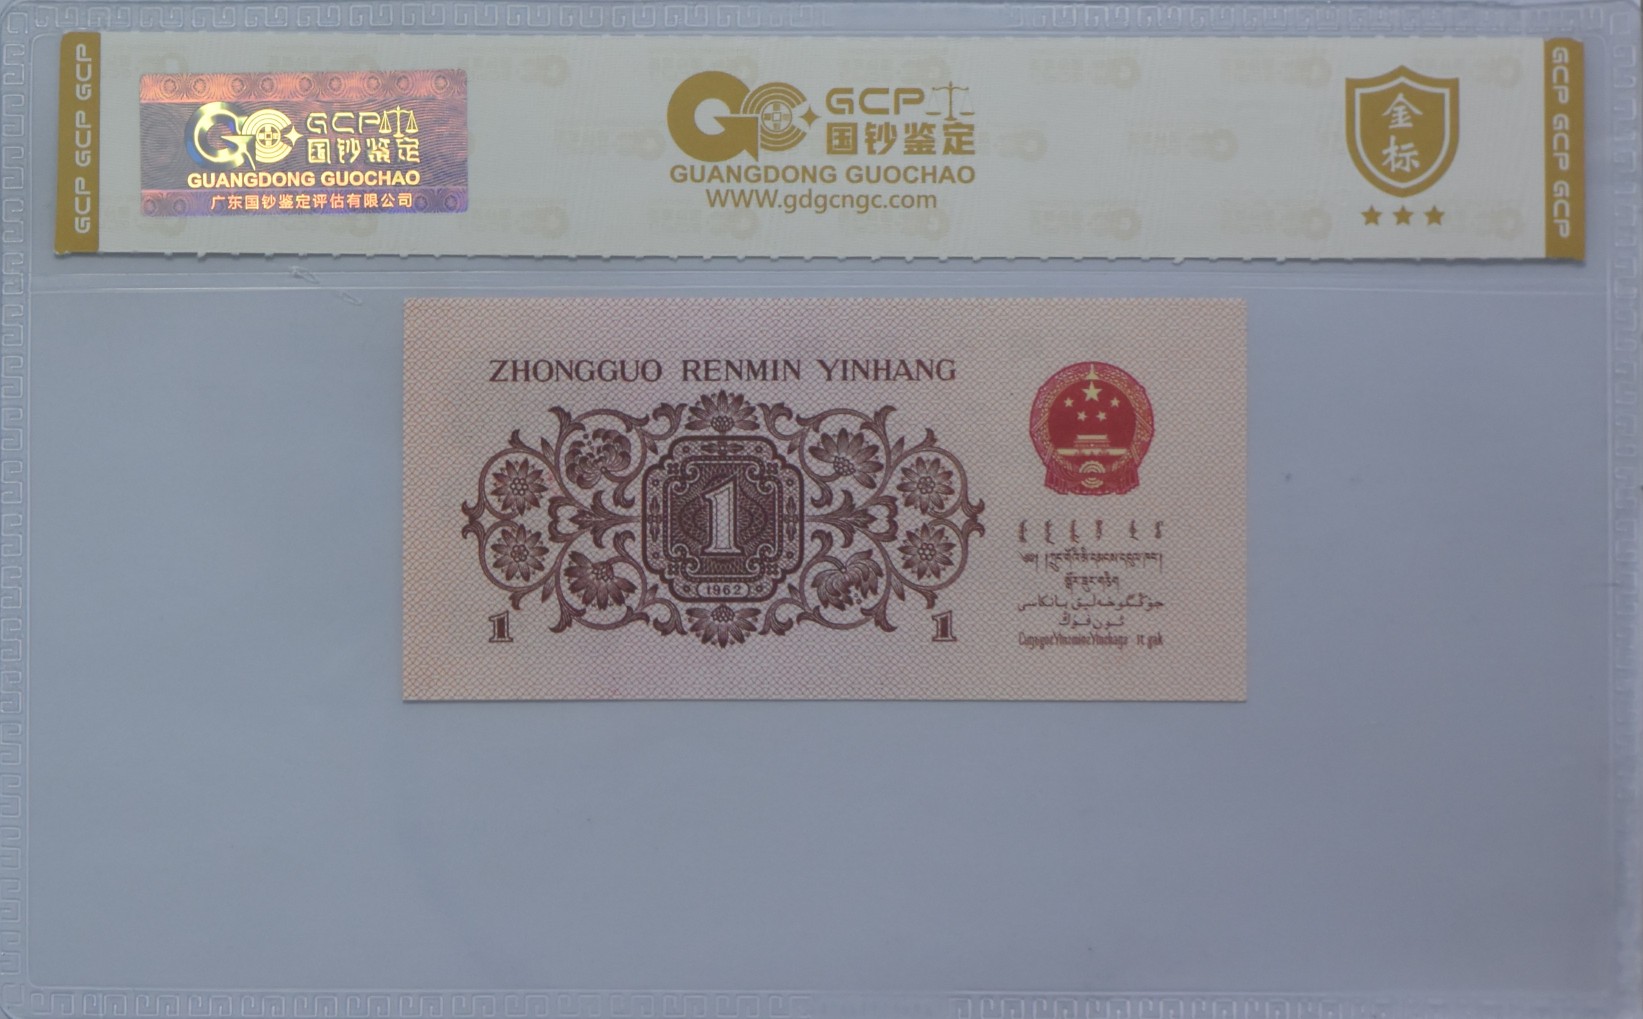 GCP GCP GCP
GCP
国钞鉴定
GUANGDONG GUOCHAO
广东国钞鉴定评估有限公司
GCP
国钞鉴定
GUANGDONG GUOCHAO
WWW.gdgcngc.com
金标
GCP GCP GCP
ZHONGGUO RENMIN YINHANG
1
1962
1
1